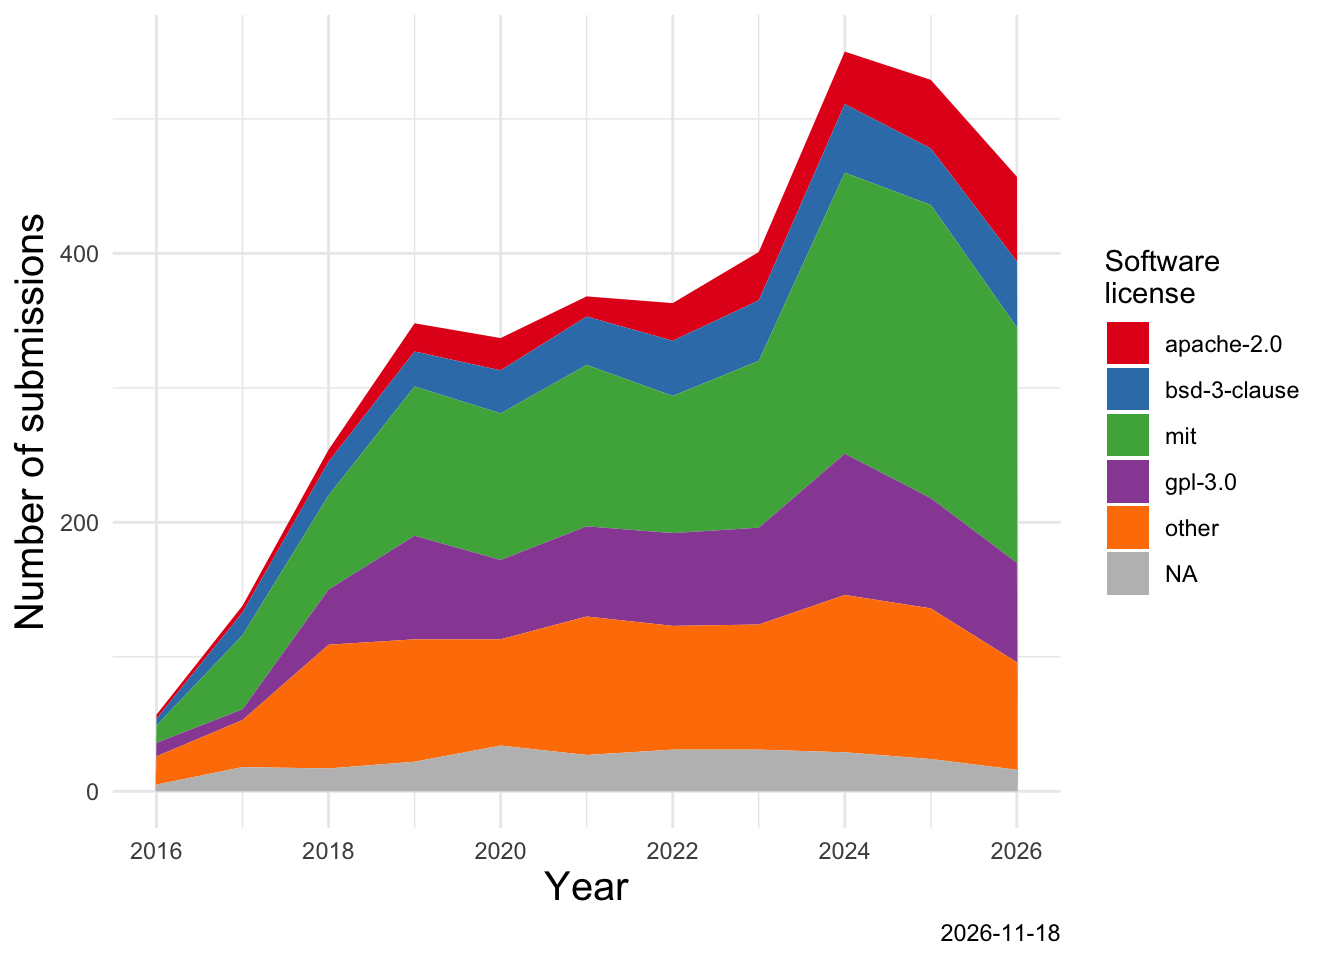 Number of submissions
400
200
0
2016 2018 2020 2022 2024 2026
Year
2026-11-18
Software
license
apache-2.0
bsd-3-clause
mit
gpl-3.0
other
NA